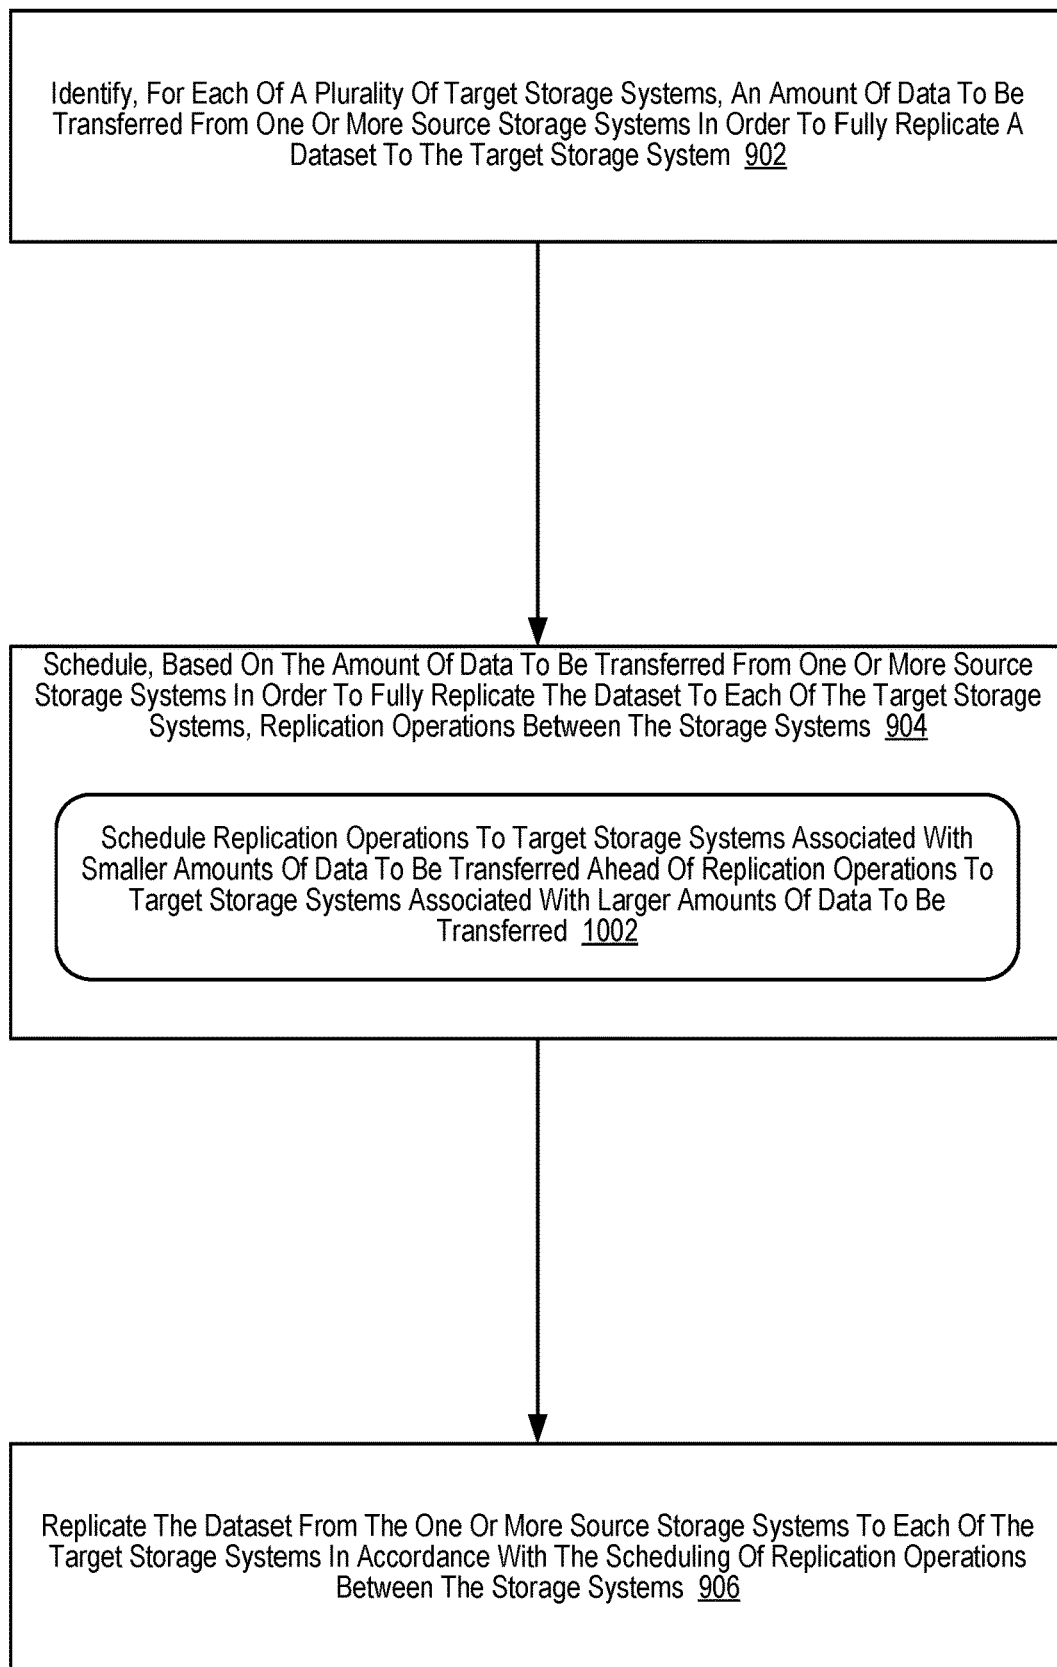 Identify, For Each Of A Plurality Of Target Storage Systems, An Amount Of Data To Be
Transferred From One Or More Source Storage Systems In Order To Fully Replicate A
Dataset To The Target Storage System 902
Schedule, Based On The Amount Of Data To Be Transferred From One Or More Source
Storage Systems In Order To Fully Replicate The Dataset To Each Of The Target Storage
Systems, Replication Operations Between The Storage Systems 904
Schedule Replication Operations To Target Storage Systems Associated With
Smaller Amounts Of Data To Be Transferred Ahead Of Replication Operations To
Target Storage Systems Associated With Larger Amounts Of Data To Be
Transferred 1002
Replicate The Dataset From The One Or More Source Storage Systems To Each Of The
Target Storage Systems In Accordance With The Scheduling Of Replication Operations
Between The Storage Systems 906